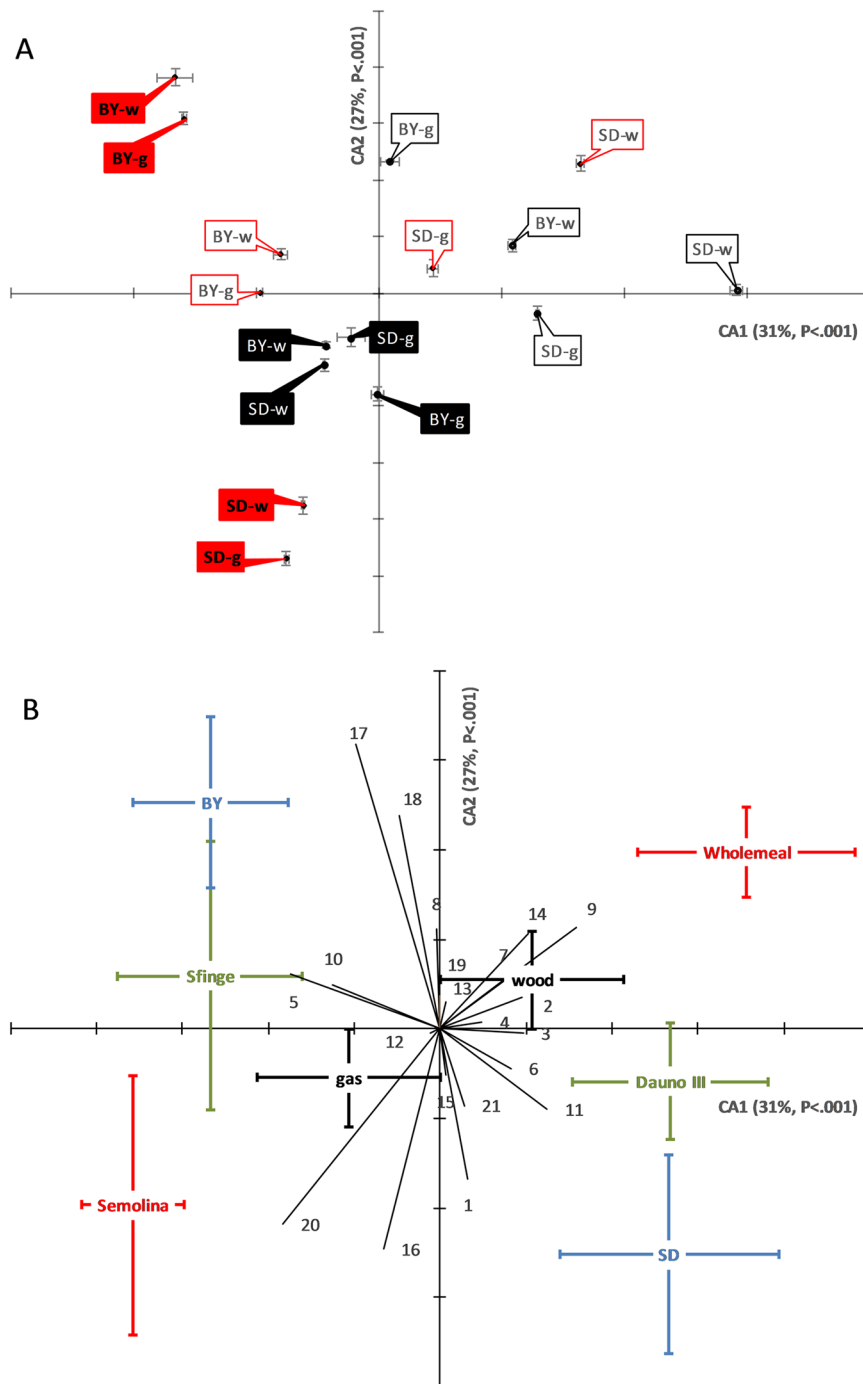 A
CA2 (27%, P<.001)
BY-w
BY-g
BY-g
SD-w
BY-w
SD-g
BY-w
SD-w
BY-g
CA1 (31%, P<.001)
BY-w
SD-g
SD-g
SD-w
BY-g
SD-w
SD-g
B
CA2 (27%, P<.001)
17
BY
18
Wholemeal
8
14
9
10
7
Sfinge
19
wood
5
13
2
12
4
3
gas
6
Dauno III
15
21
11
CA1 (31%, P<.001)
Semolina
1
20
16
SD